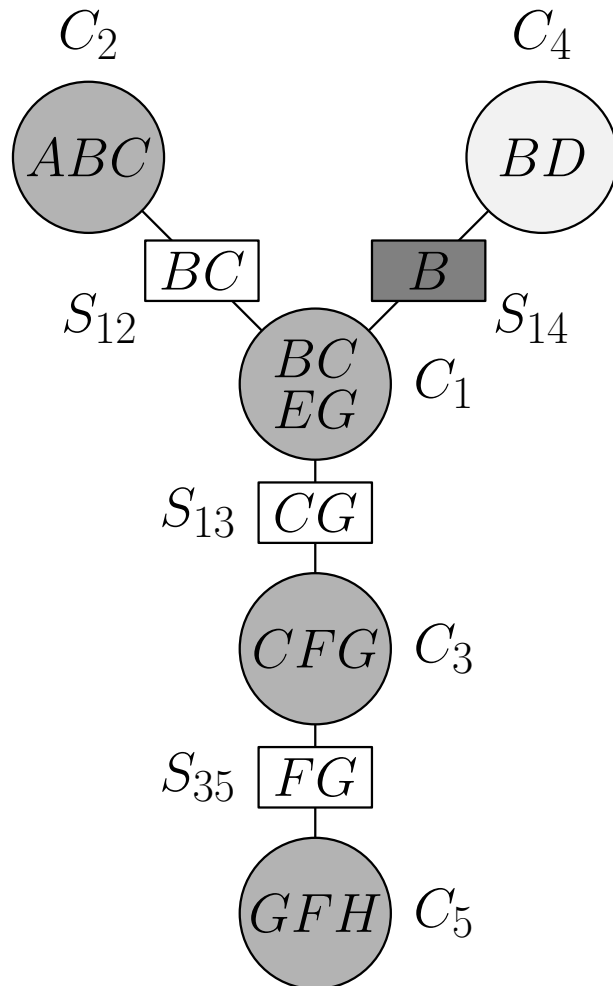 C₂
C₄
ABC
BD
BC
B
S₁₂
S₁₄
BC
EG
C₁
S₁₃
CG
CFG
C₃
S₃₅
FG
GFH
C₅